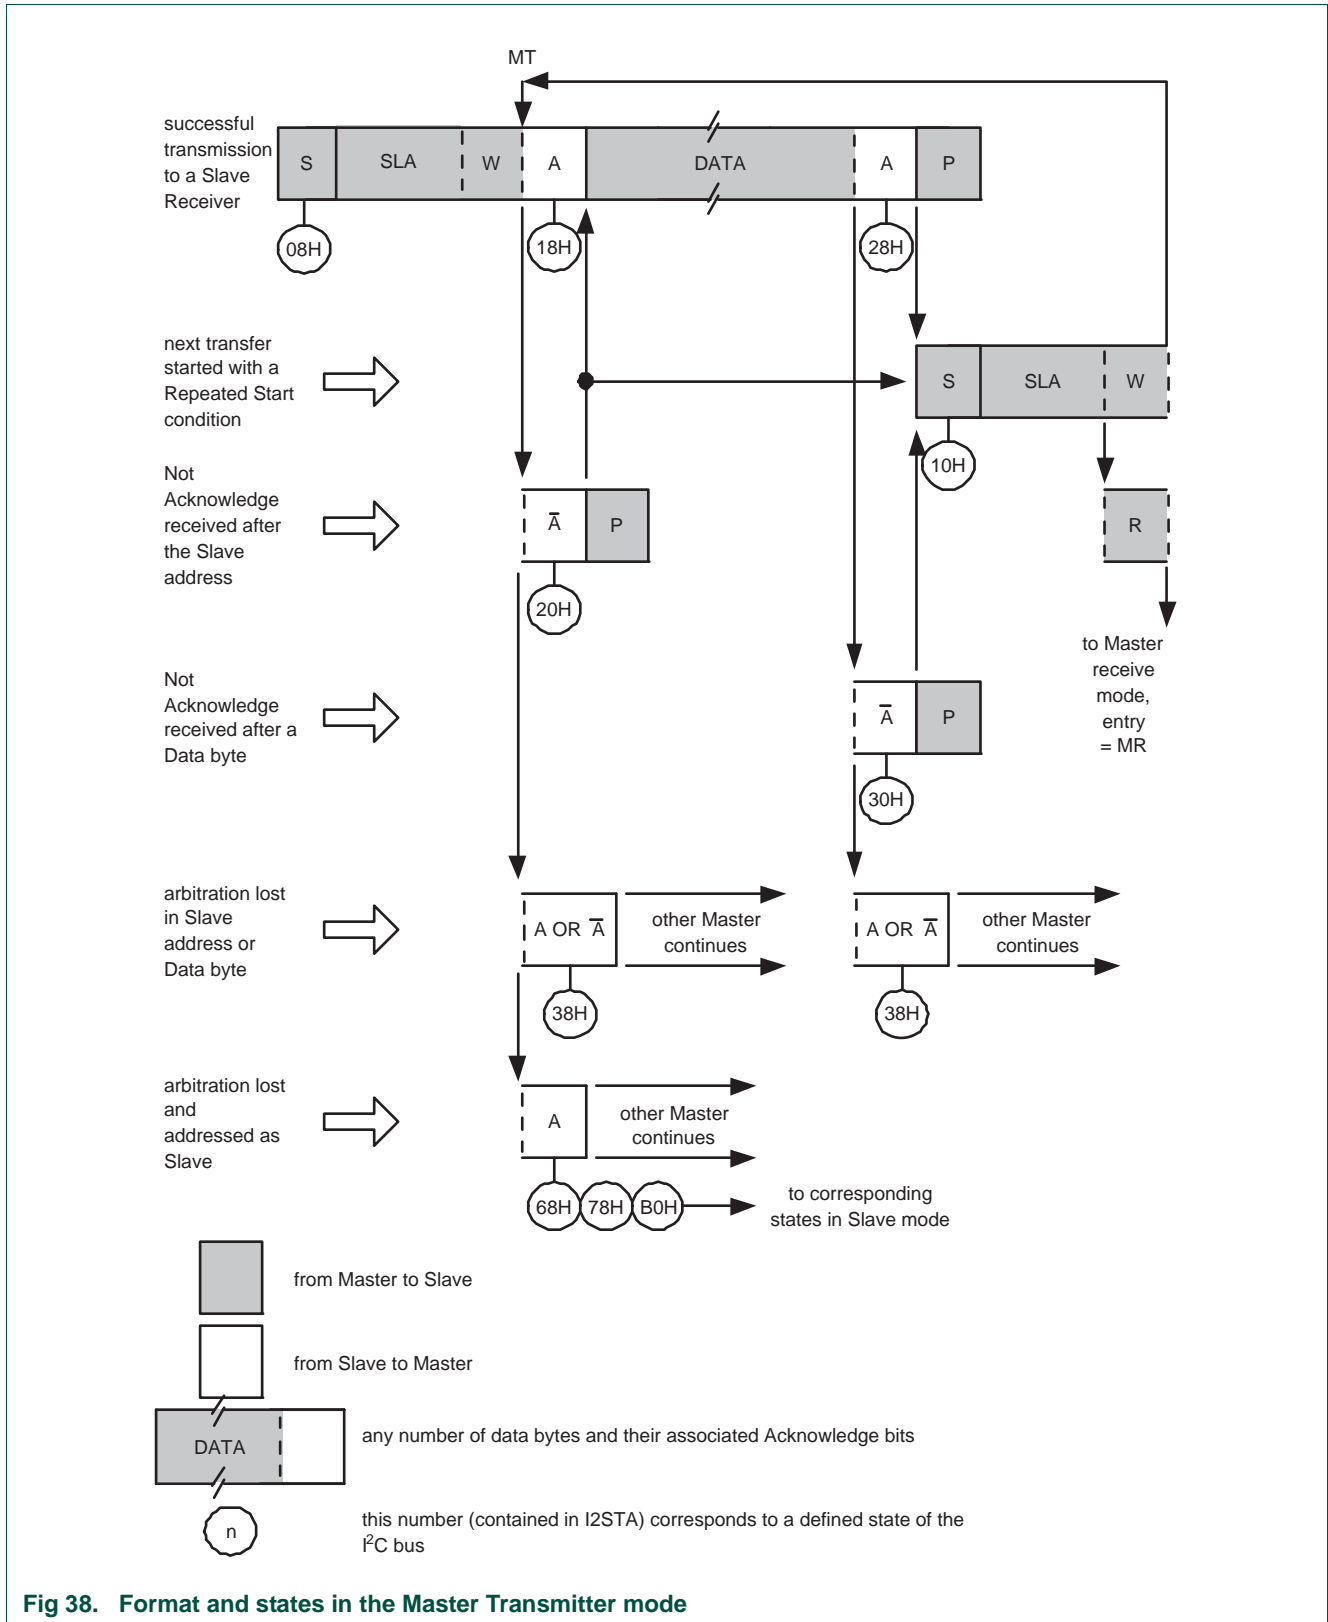 MT
successful
transmission
to a Slave
Receiver
S SLA W A DATA A P
08H 18H 28H
next transfer
started with a
Repeated Start
condition
S SLA W
10H
Not
Acknowledge
received after
the Slave
address
A̅ P
R
20H
to Master
receive
mode,
entry
= MR
Not
Acknowledge
received after a
Data byte
A̅ P
30H
arbitration lost
in Slave
address or
Data byte
A OR A̅
other Master
continues
A OR A̅
other Master
continues
38H 38H
arbitration lost
and
addressed as
Slave
A
other Master
continues
68H 78H B0H
to corresponding
states in Slave mode
from Master to Slave
from Slave to Master
DATA
any number of data bytes and their associated Acknowledge bits
n
this number (contained in I2STA) corresponds to a defined state of the
I²C bus
Fig 38. Format and states in the Master Transmitter mode